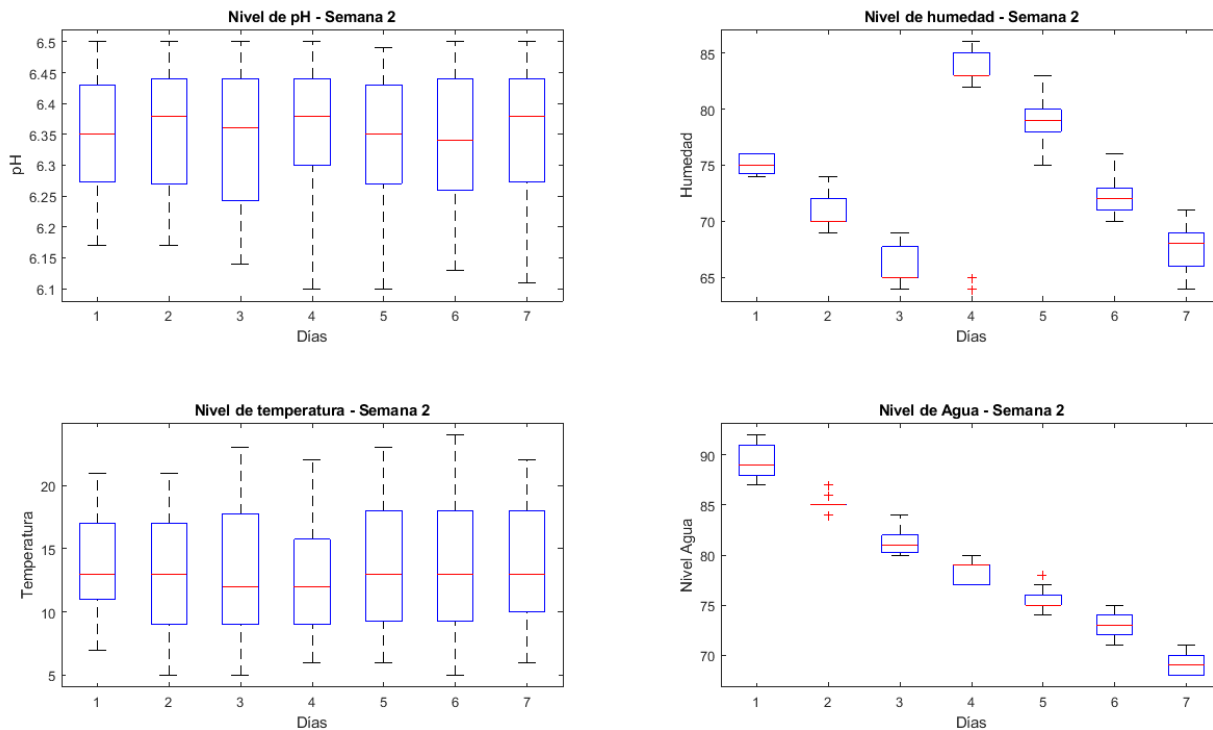 Nivel de pH - Semana 2
6.5
6.45
6.4
6.35
6.3
6.25
6.2
6.15
6.1
pH
1 2 3 4 5 6 7
Días
Nivel de humedad - Semana 2
85
80
75
70
65
Humedad
1 2 3 4 5 6 7
Días
Nivel de temperatura - Semana 2
20
15
10
5
Temperatura
1 2 3 4 5 6 7
Días
Nivel de Agua - Semana 2
90
85
80
75
70
Nivel Agua
1 2 3 4 5 6 7
Días